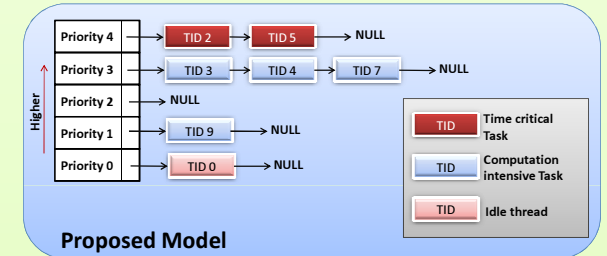 Priority 4 TID 2 TID 5 NULL
Priority 3 TID 3 TID 4 TID 7 NULL
Priority 2 NULL
Priority 1 TID 9 NULL
Priority 0 TID 0 NULL
Higher
TID Time critical
Task
TID Computation
intensive Task
TID Idle thread
Proposed Model